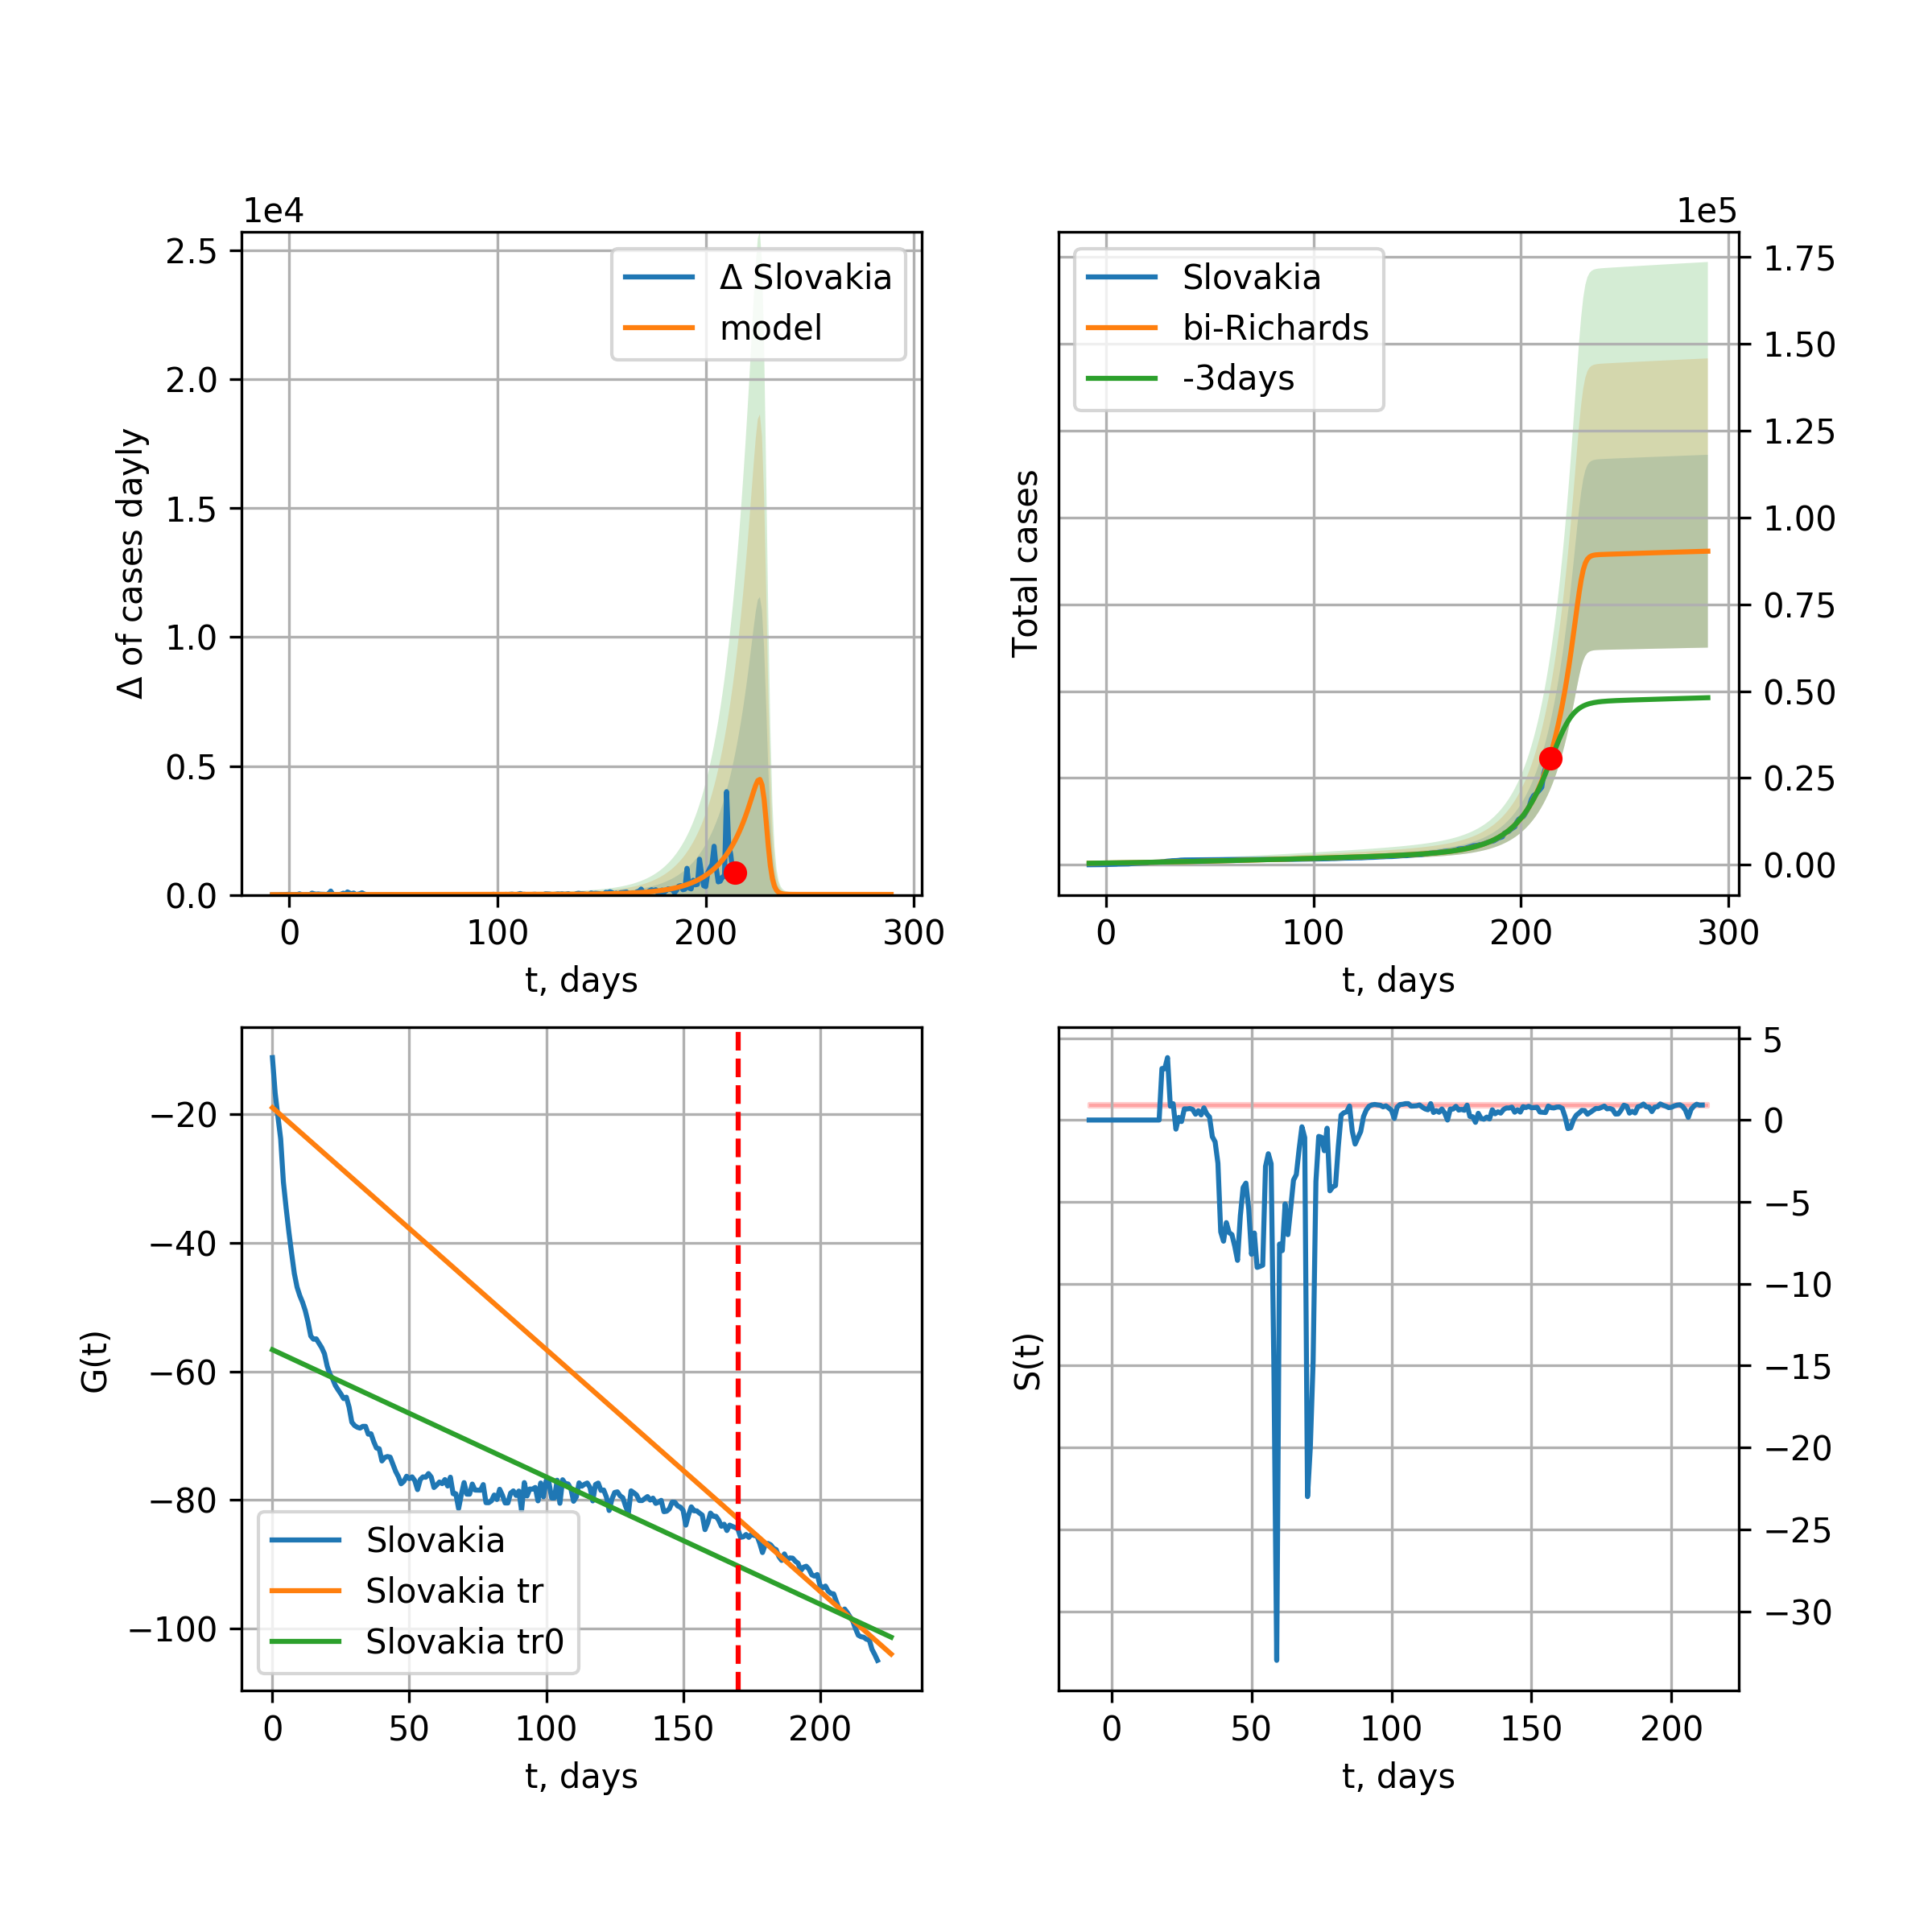 1e4
2.5
2.0
1.5
1.0
0.5
0.0
Δ of cases dayly
Δ Slovakia
model
0 100 200 300
t, days
1e5
1.75
1.50
1.25
1.00
0.75
0.50
0.25
0.00
Total cases
Slovakia
bi-Richards
-3days
0 100 200 300
t, days
−20
−40
−60
−80
−100
G(t)
Slovakia
Slovakia tr
Slovakia tr0
0 50 100 150 200
t, days
5
0
−5
−10
−15
−20
−25
−30
S(t)
0 50 100 150 200
t, days